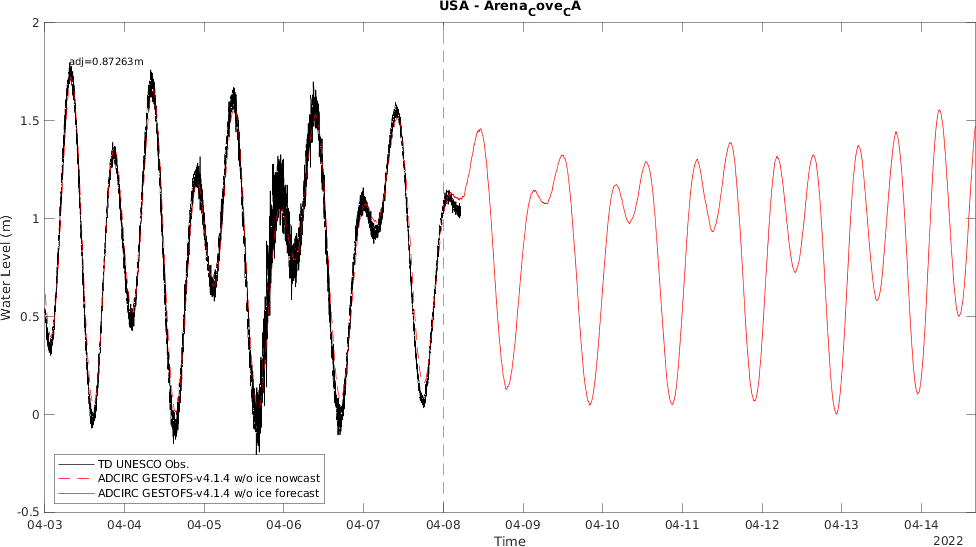 USA - ArenaCoveCA
adj=0.87263m
2
1.5
1
0.5
0
-0.5
Water Level (m)
TD UNESCO Obs.
ADCIRC GESTOFS-v4.1.4 w/o ice nowcast
ADCIRC GESTOFS-v4.1.4 w/o ice forecast
04-03 04-04 04-05 04-06 04-07 04-08 04-09 04-10 04-11 04-12 04-13 04-14
Time
2022